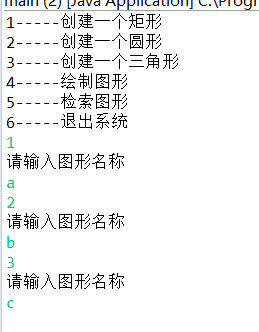 main (2) [Java Application] C:\Progr
1-----创建一个矩形
2-----创建一个圆形
3-----创建一个三角形
4-----绘制图形
5-----检索图形
6-----退出系统
1
请输入图形名称
a
2
请输入图形名称
b
3
请输入图形名称
c